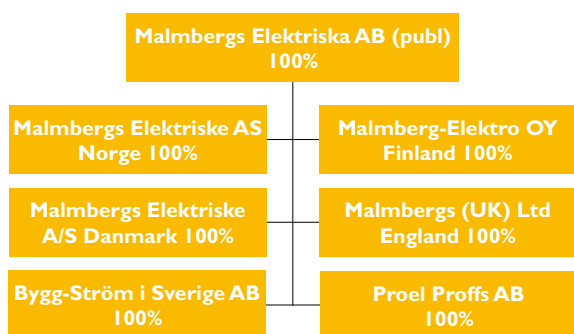 Malmbergs Elektriska AB (publ)
100%
Malmbergs Elektriske AS
Norge 100%
Malmberg-Elektro OY
Finland 100%
Malmbergs Elektriske
A/S Danmark 100%
Malmbergs (UK) Ltd
England 100%
Bygg-Ström i Sverige AB
100%
Proel Proffs AB
100%